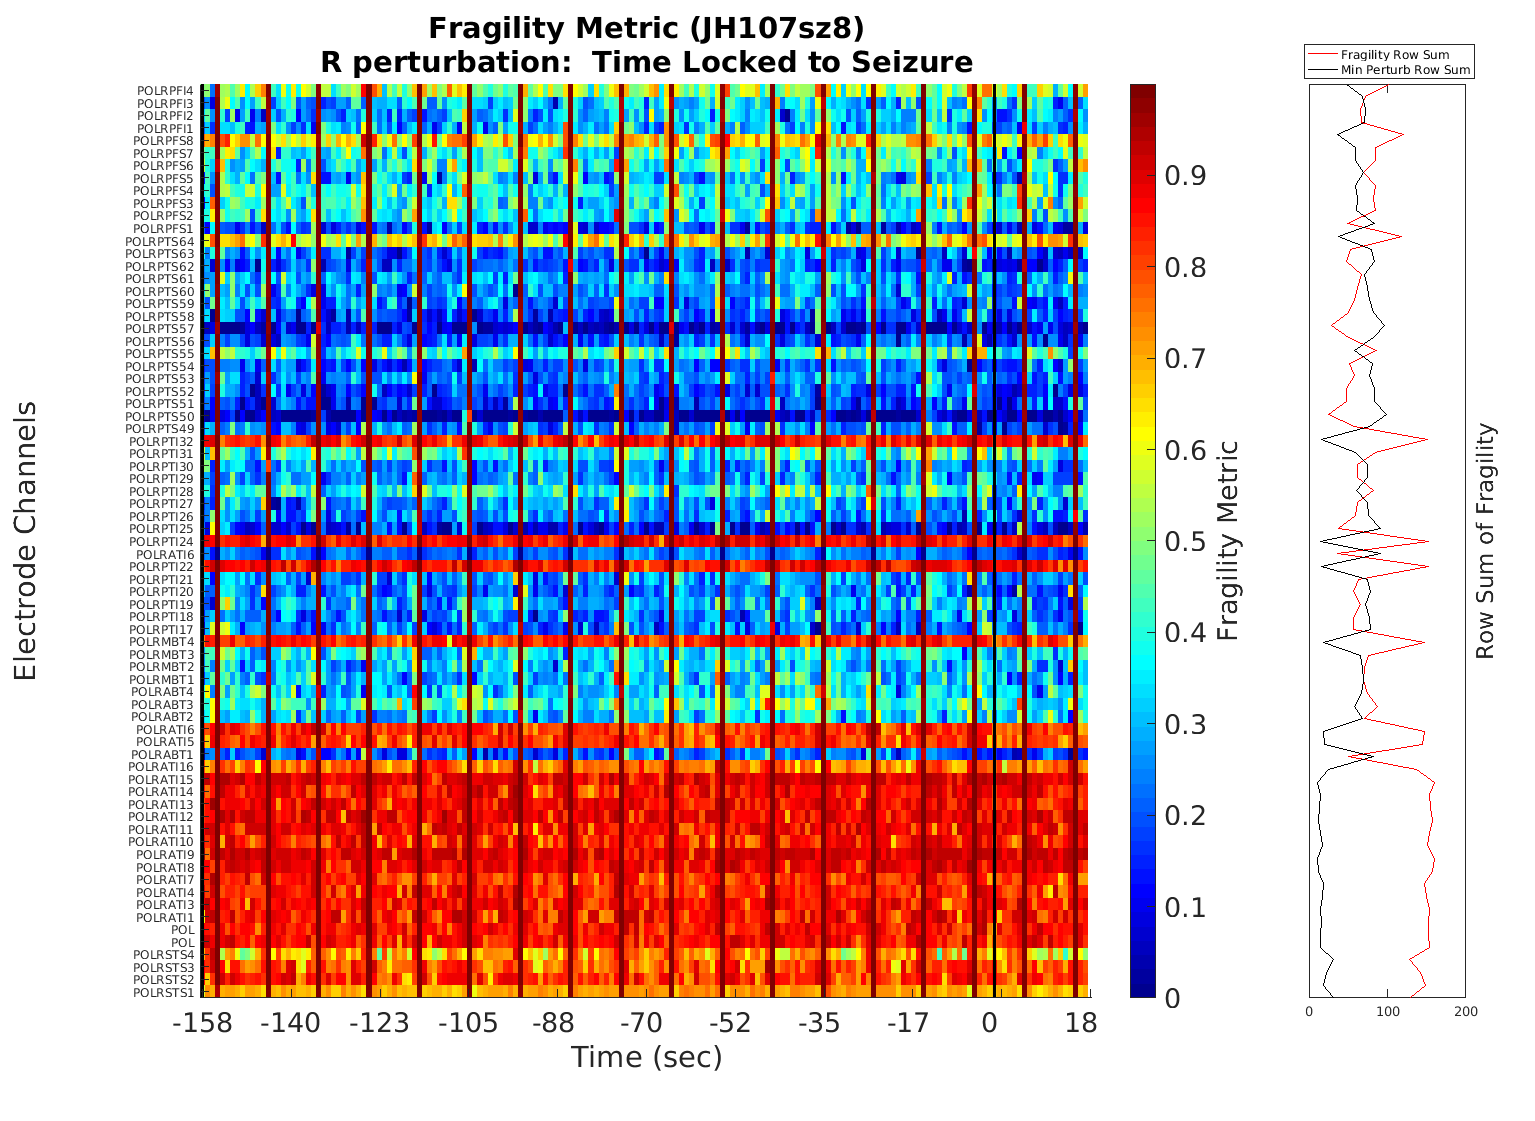 Fragility Metric (JH107sz8)
R perturbation:  Time Locked to Seizure
Electrode Channels
POLRPFI4
POLRPFI3
POLRPFI2
POLRPFI1
POLRPFS8
POLRPFS7
POLRPFS6
POLRPFS5
POLRPFS4
POLRPFS3
POLRPFS2
POLRPFS1
POLRPTS64
POLRPTS63
POLRPTS62
POLRPTS61
POLRPTS60
POLRPTS59
POLRPTS58
POLRPTS57
POLRPTS56
POLRPTS55
POLRPTS54
POLRPTS53
POLRPTS52
POLRPTS51
POLRPTS50
POLRPTS49
POLRPTI32
POLRPTI31
POLRPTI30
POLRPTI29
POLRPTI28
POLRPTI27
POLRPTI26
POLRPTI25
POLRPTI24
POLRATI6
POLRPTI22
POLRPTI21
POLRPTI20
POLRPTI19
POLRPTI18
POLRPTI17
POLRMBT4
POLRMBT3
POLRMBT2
POLRMBT1
POLRABT4
POLRABT3
POLRABT2
POLRATI6
POLRATI5
POLRABT1
POLRATI16
POLRATI15
POLRATI14
POLRATI13
POLRATI12
POLRATI11
POLRATI10
POLRATI9
POLRATI8
POLRATI7
POLRATI4
POLRATI3
POLRATI1
POL
POL
POLRSTS4
POLRSTS3
POLRSTS2
POLRSTS1
-158 -140 -123 -105 -88 -70 -52 -35 -17 0 18
Time (sec)
0.9
0.8
0.7
0.6
0.5
0.4
0.3
0.2
0.1
0
Fragility Metric
Fragility Row Sum
Min Perturb Row Sum
0 100 200
Row Sum of Fragility